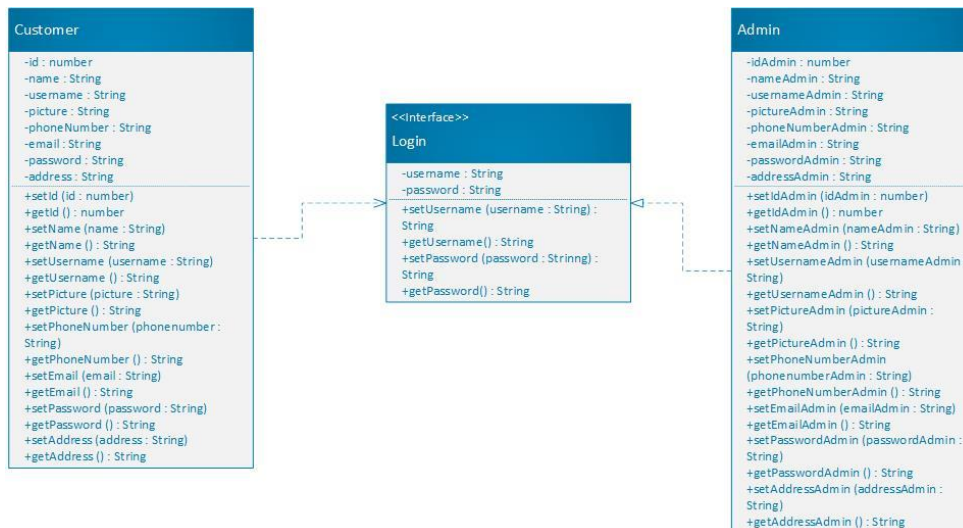 Customer
-id : number
-name : String
-username : String
-picture : String
-phoneNumber : String
-email : String
-password : String
-address : String
+setId (id : number)
+getId () : number
+setName (name : String)
+getName () : String
+setUsername (username : String)
+getUsername () : String
+setPicture (picture : String)
+getPicture () : String
+setPhoneNumber (phonenumber :
String)
+getPhoneNumber () : String
+setEmail (email : String)
+getEmail () : String
+setPassword (password : String)
+getPassword () : String
+setAddress (address : String)
+getAddress () : String
<<Interface>>
Login
-username : String
-password : String
+setUsername (username : String) :
String
+getUsername() : String
+setPassword (password : Strinng) :
String
+getPassword() : String
Admin
-idAdmin : number
-nameAdmin : String
-usernameAdmin : String
-pictureAdmin : String
-phoneNumberAdmin : String
-emailAdmin : String
-passwordAdmin : String
-addressAdmin : String
+setIdAdmin (idAdmin : number)
+getIdAdmin () : number
+setNameAdmin (nameAdmin : String)
+getNameAdmin () : String
+setUsernameAdmin (usernameAdmin
String)
+getUsernameAdmin () : String
+setPictureAdmin (pictureAdmin :
String)
+getPictureAdmin () : String
+setPhoneNumberAdmin
(phonenumberAdmin : String)
+getPhoneNumberAdmin () : String
+setEmailAdmin (emailAdmin : String)
+getEmailAdmin () : String
+setPasswordAdmin (passwordAdmin :
String)
+getPasswordAdmin () : String
+setAddressAdmin (addressAdmin :
String)
+getAddressAdmin () : String